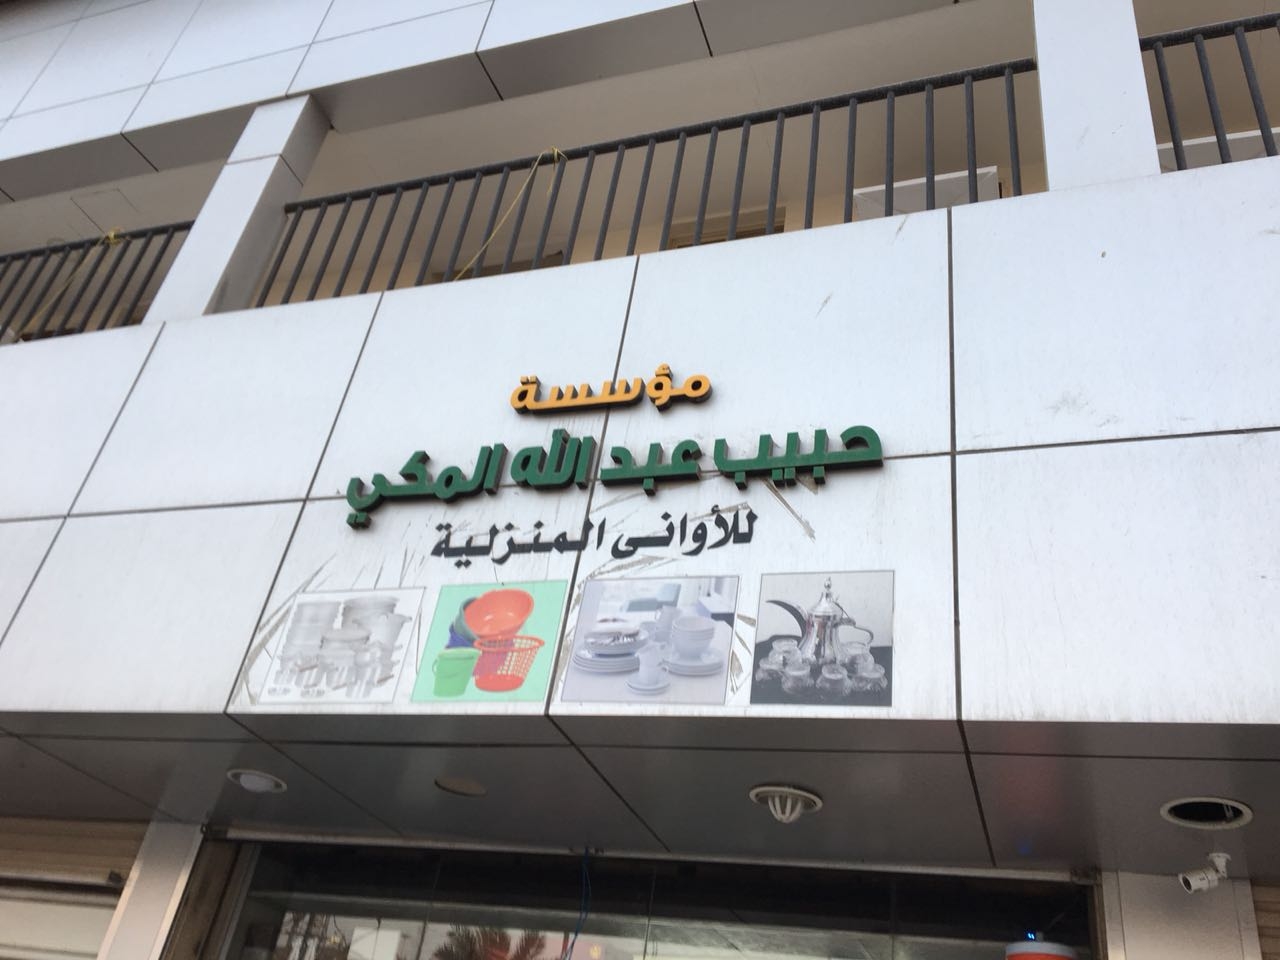 مؤسسة
حبيب عبد الله المكي
للأوانى المنزلية